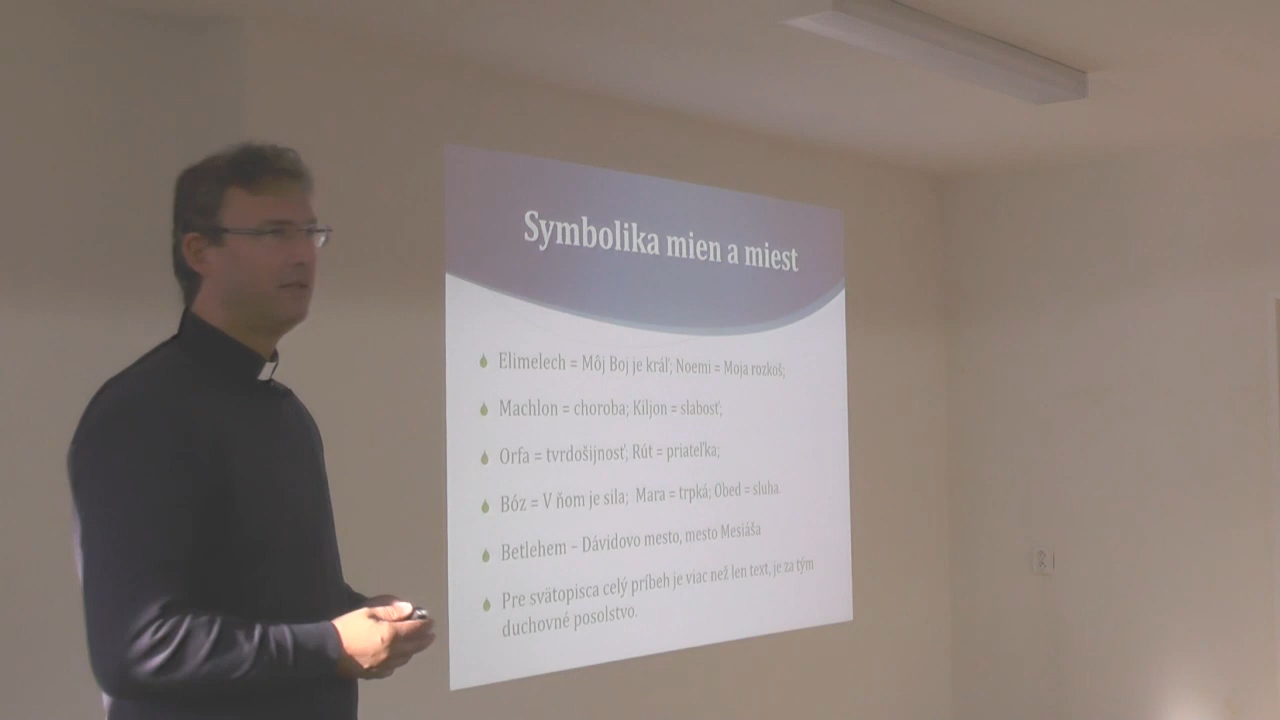 Symbolika mien a miest
Elimelech = Môj Boj je kráľ; Noemi = Moja rozkoš;
Machlon = choroba; Kiljon = slabosť;
Orfa = tvrdošijnosť, Rút = priateľka;
Bóz = V ňom je sila; Mara = trpká; Obed = sluha.
Betlehem – Dávidovo mesto, mesto Mesiáša
Pre svätopisca celý príbeh je viac než len text, je za tým
duchovné posolstvo.